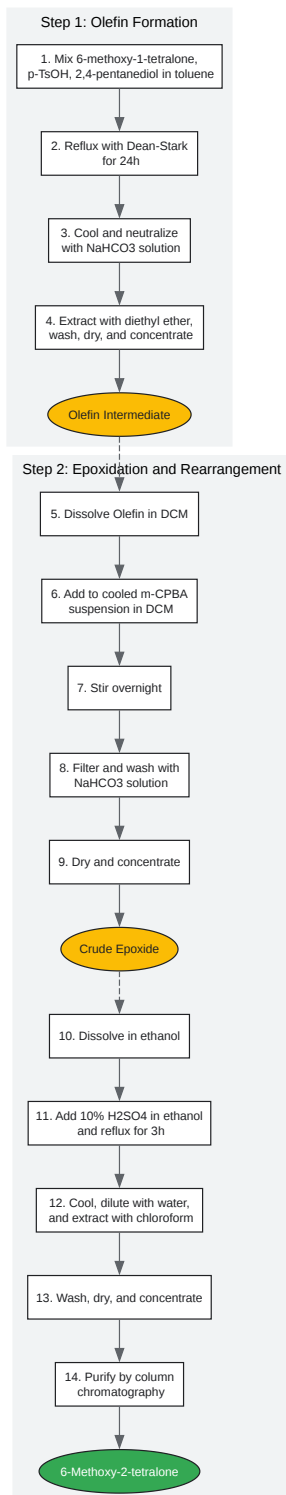 Step 1: Olefin Formation
1. Mix 6-methoxy-1-tetralone,
p-TsOH, 2,4-pentanediol in toluene
2. Reflux with Dean-Stark
for 24h
3. Cool and neutralize
with NaHCO3 solution
4. Extract with diethyl ether,
wash, dry, and concentrate
Olefin Intermediate
Step 2: Epoxidation and Rearrangement
5. Dissolve Olefin in DCM
6. Add to cooled m-CPBA
suspension in DCM
7. Stir overnight
8. Filter and wash with
NaHCO3 solution
9. Dry and concentrate
Crude Epoxide
10. Dissolve in ethanol
11. Add 10% H2SO4 in ethanol
and reflux for 3h
12. Cool, dilute with water,
and extract with chloroform
13. Wash, dry, and concentrate
14. Purify by column
chromatography
6-Methoxy-2-tetralone